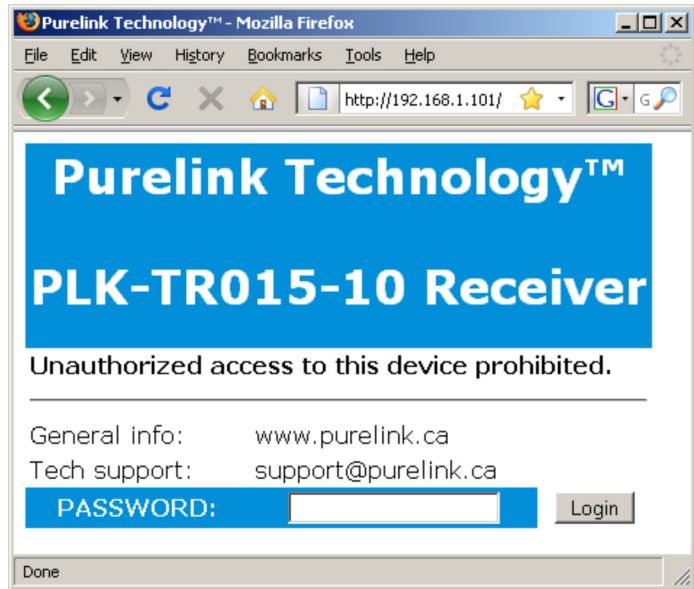 Purelink Technology™ - Mozilla Firefox
File Edit View History Bookmarks Tools Help
http://192.168.1.101/ G G
Purelink Technology™
PLK-TR015-10 Receiver
Unauthorized access to this device prohibited.
General info: www.purelink.ca
Tech support: support@purelink.ca
PASSWORD: Login
Done